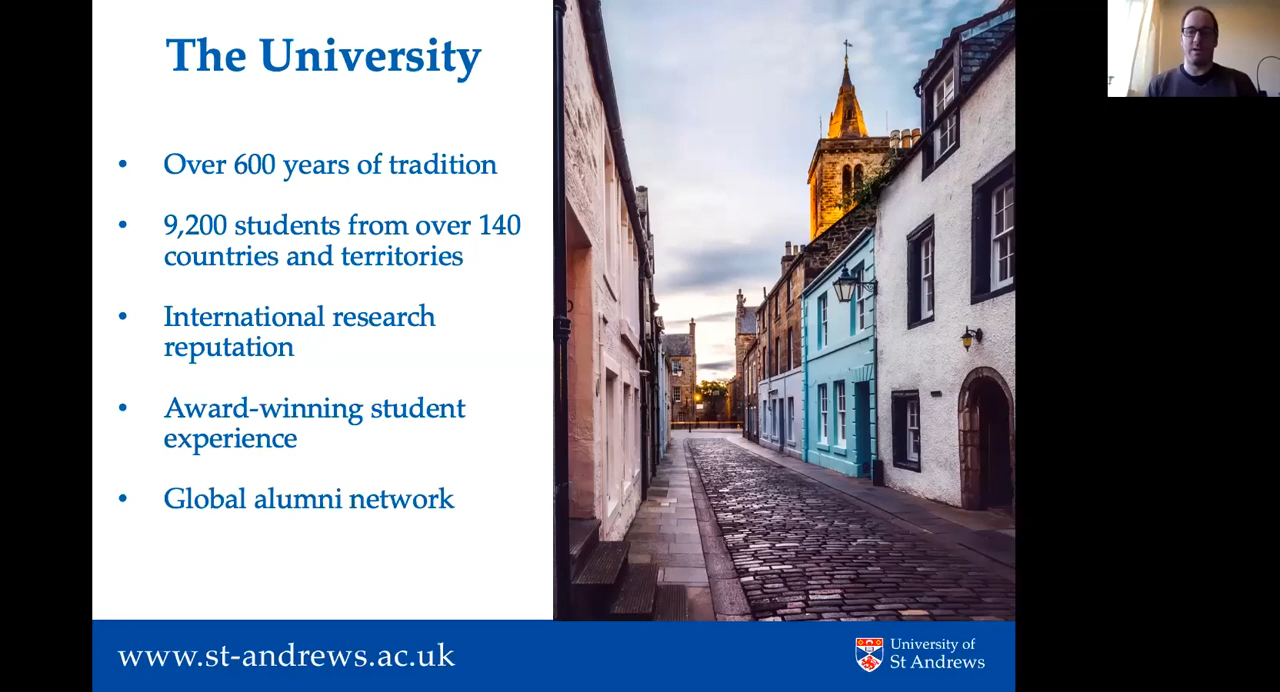 The University
• Over 600 years of tradition
• 9,200 students from over 140
countries and territories
• International research
reputation
• Award-winning student
experience
• Global alumni network
www.st-andrews.ac.uk
University of
St Andrews